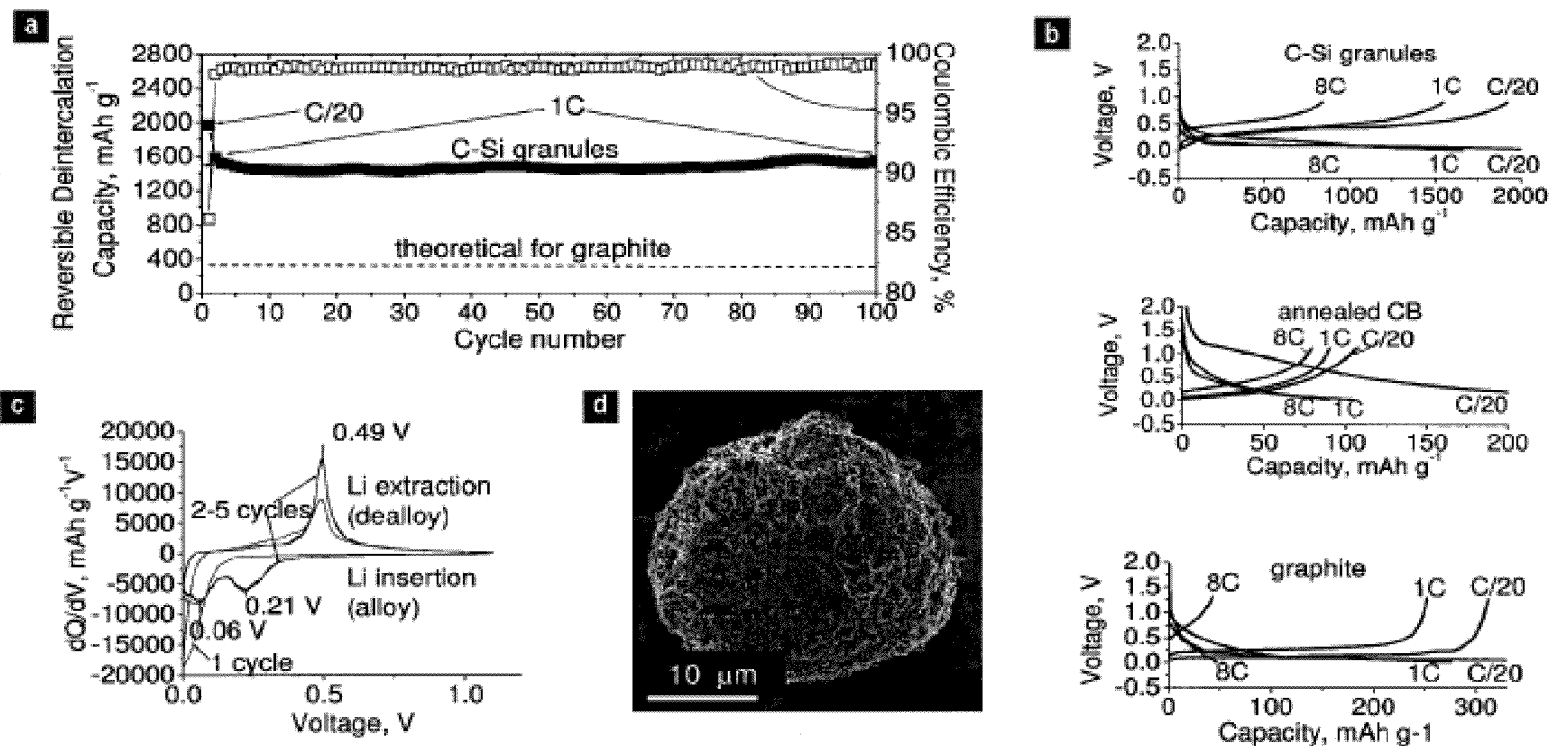 a
Reversible Deintercalation
Capacity, mAh g⁻¹
2800
2400
2000
1600
1200
800
400
0
C/20
1C
C-Si granules
theoretical for graphite
100
95
90
85
80
Coulombic Efficiency, %
0 10 20 30 40 50 60 70 80 90 100
Cycle number
b
Voltage, V
2.0
1.5
1.0
0.5
0.0
-0.5
C-Si granules
8C 1C C/20
8C 1C C/20
0 500 1000 1500 2000
Capacity, mAh g⁻¹
Voltage, V
2.0
1.5
1.0
0.5
0.0
-0.5
annealed CB
8C 1C C/20
8C 1C C/20
0 50 100 150 200
Capacity, mAh g⁻¹
Voltage, V
2.0
1.5
1.0
0.5
0.0
-0.5
graphite
8C 1C C/20
8C 1C C/20
0 100 200 300
Capacity, mAh g-1
c
dQ/dV, mAh g⁻¹V⁻¹
20000
15000
10000
5000
0
-5000
-10000
-15000
-20000
0.49 V
Li extraction
(dealloy)
2-5 cycles
Li insertion
(alloy)
0.21 V
0.06 V
1 cycle
0.0 0.5 1.0
Voltage, V
d
10 µm